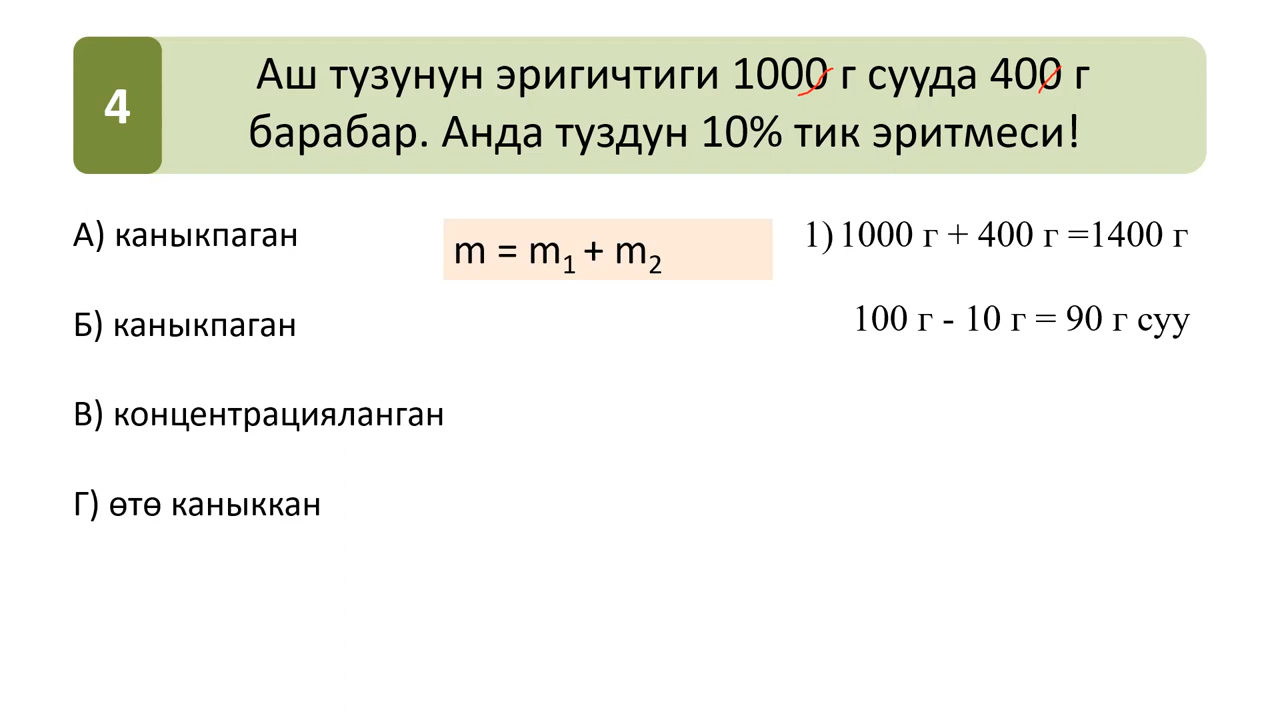 4
Аш тузунун эригичтиги 1000 г сууда 400 г
барабар. Анда туздун 10% тик эритмеси!
А) каныкпаган
Б) каныкпаган
В) концентрацияланган
Г) өтө каныккан
m = m₁ + m₂
1) 1000 г + 400 г =1400 г
100 г - 10 г = 90 г суу